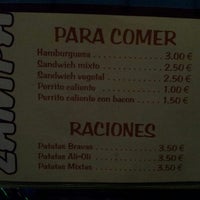 ZAMPA
PARA COMER
Hamburguesa 3.00 €
Sandwich mixto 2.50 €
Sandwich vegetal 2.50 €
Perrito caliente 1.00 €
Perrito caliente con bacon 1.50 €
RACIONES
Patatas Bravas 3.50 €
Patatas Ali-Oli 3.50 €
Patatas Mixtas 3.50 €